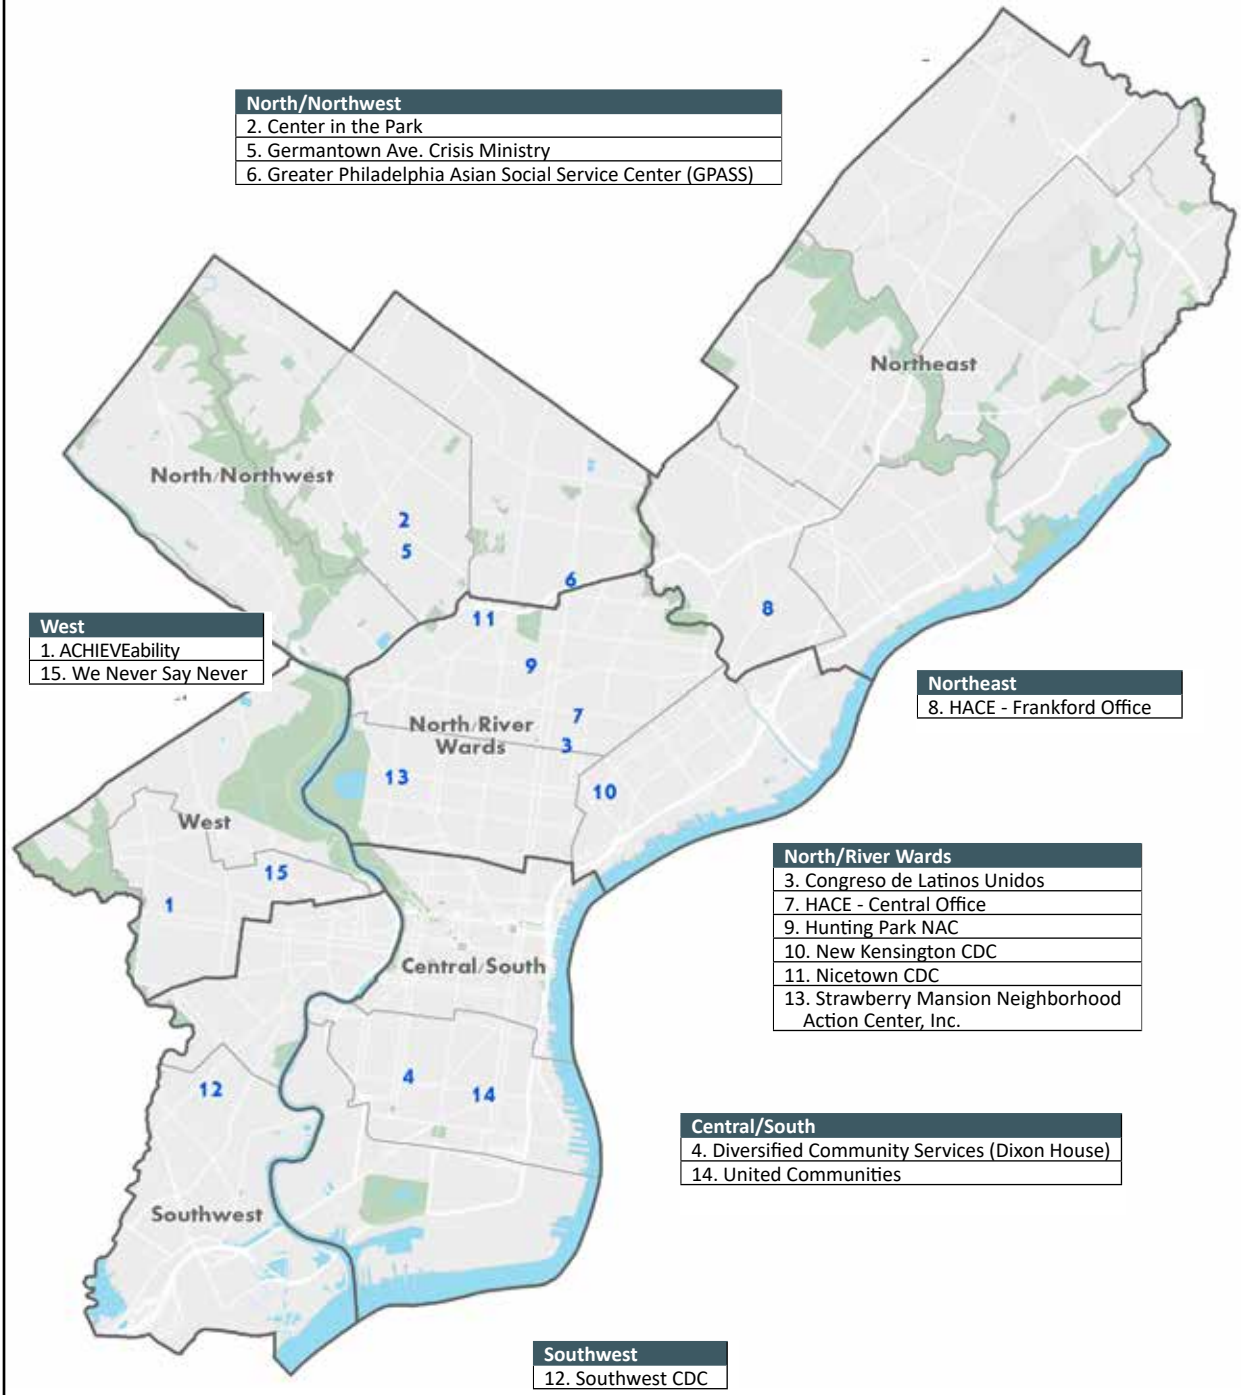 North/Northwest
2. Center in the Park
5. Germantown Ave. Crisis Ministry
6. Greater Philadelphia Asian Social Service Center (GPASS)
Northeast
North/Northwest
2
5
6
8
11
West
1. ACHIEVEability
15. We Never Say Never
9
Northeast
8. HACE - Frankford Office
7
North/River
Wards
3
13
10
West
15
1
North/River Wards
3. Congreso de Latinos Unidos
7. HACE - Central Office
9. Hunting Park NAC
10. New Kensington CDC
11. Nicetown CDC
13. Strawberry Mansion Neighborhood
Action Center, Inc.
Central/South
4
14
12
Central/South
4. Diversified Community Services (Dixon House)
14. United Communities
Southwest
Southwest
12. Southwest CDC